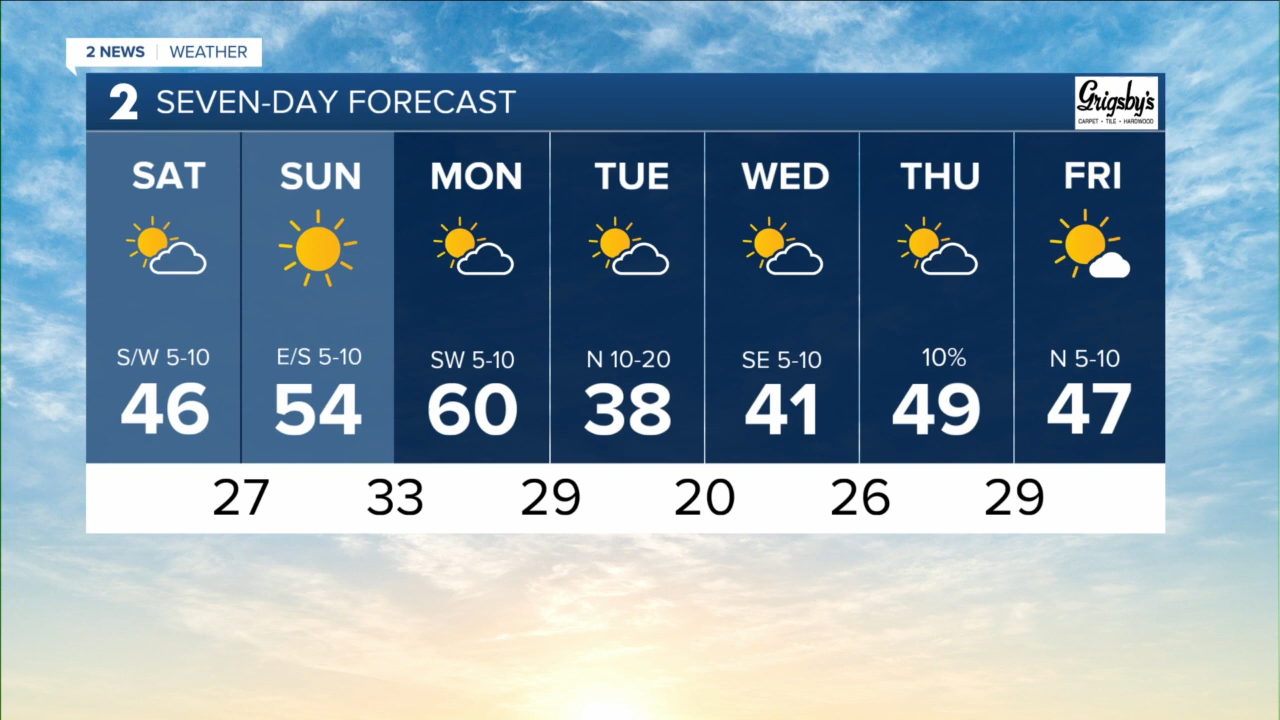 2 NEWS | WEATHER
2 SEVEN-DAY FORECAST
Grigsby's
CARPET • TILE • HARDWOOD
SAT SUN MON TUE WED THU FRI
S/W 5-10 E/S 5-10 SW 5-10 N 10-20 SE 5-10 10% N 5-10
46 54 60 38 41 49 47
27 33 29 20 26 29